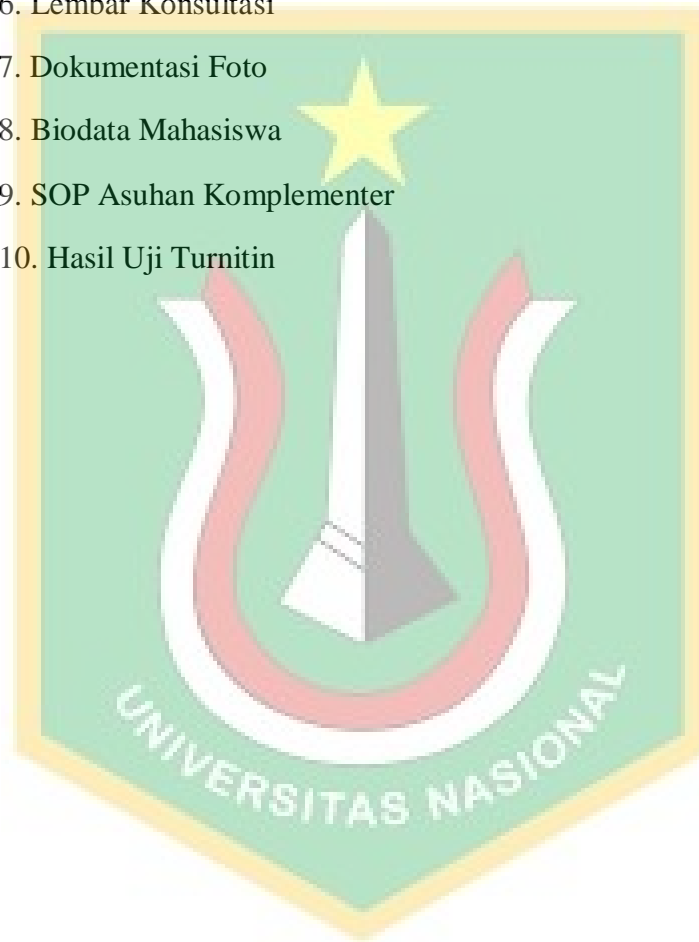 6. Lembar Konsultasi
7. Dokumentasi Foto
8. Biodata Mahasiswa
9. SOP Asuhan Komplementer
10. Hasil Uji Turnitin
UNIVERSITAS NASIONAL